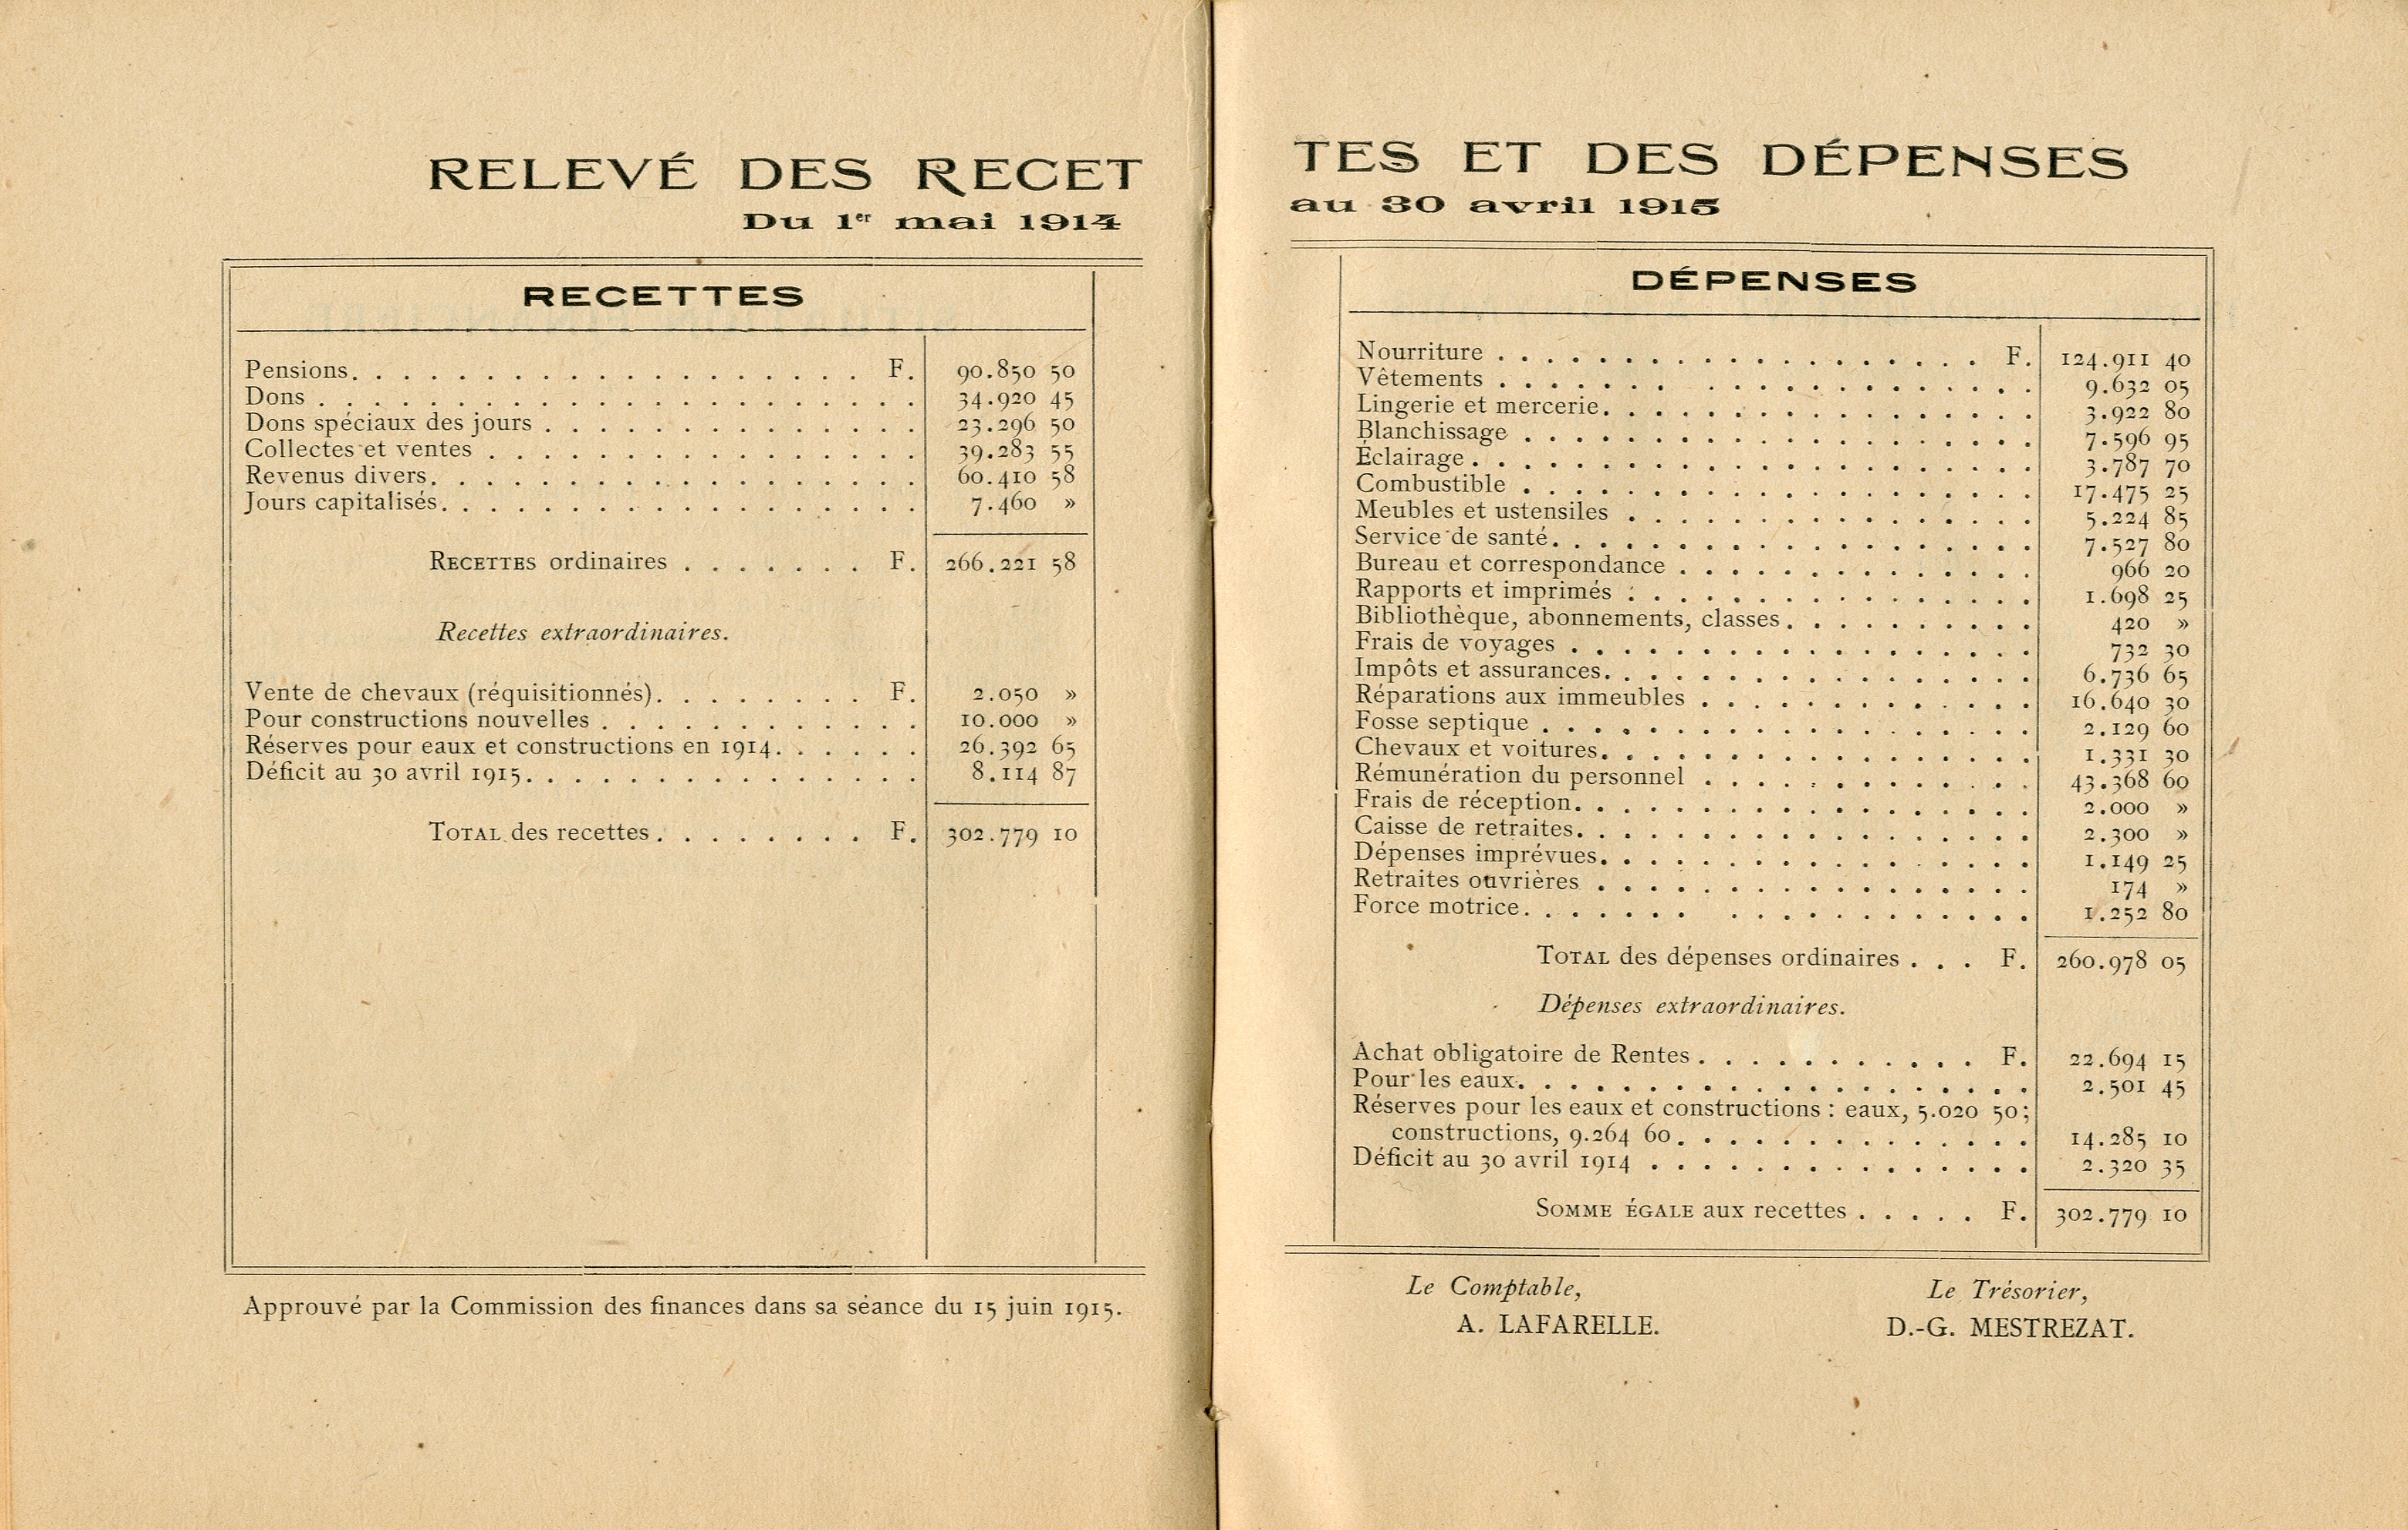 RELEVÉ DES RECET
Du 1er mai 1914
RECETTES
Pensions. . . . . . . . . . . . . . . . . . . . F. 90.850 50
Dons . . . . . . . . . . . . . . . . . . . . . . 34.920 45
Dons spéciaux des jours . . . . . . . . . . . . . . 23.296 50
Collectes et ventes . . . . . . . . . . . . . . . . 39.283 55
Revenus divers. . . . . . . . . . . . . . . . . . . 60.410 58
Jours capitalisés. . . . . . . . . . . . . . . . . . 7.460 »
RECETTES ordinaires . . . . . . . F. 266.221 58
Recettes extraordinaires.
Vente de chevaux (réquisitionnés). . . . . . . . F. 2.050 »
Pour constructions nouvelles . . . . . . . . . . . . 10.000 »
Réserves pour eaux et constructions en 1914. . . . . . 26.392 65
Déficit au 30 avril 1915. . . . . . . . . . . . . . . 8.114 87
TOTAL des recettes . . . . . . . . F. 302.779 10
Approuvé par la Commission des finances dans sa séance du 15 juin 1915.
TES ET DES DÉPENSES
au 30 avril 1915
DÉPENSES
Nourriture . . . . . . . . . . . . . . . . . . . F. 124.911 40
Vêtements . . . . . . . . . . . . . . . . . . . 9.632 05
Lingerie et mercerie. . . . . . . . . . . . . . . . . 3.922 80
Blanchissage . . . . . . . . . . . . . . . . . . . . 7.596 95
Éclairage . . . . . . . . . . . . . . . . . . . . . . 3.787 70
Combustible . . . . . . . . . . . . . . . . . . . . 17.475 25
Meubles et ustensiles . . . . . . . . . . . . . . . . 5.224 85
Service de santé. . . . . . . . . . . . . . . . . . . 7.527 80
Bureau et correspondance . . . . . . . . . . . . . . 966 20
Rapports et imprimés . . . . . . . . . . . . . . . . 1.698 25
Bibliothèque, abonnements, classes . . . . . . . . . . 420 »
Frais de voyages . . . . . . . . . . . . . . . . . . 732 30
Impôts et assurances. . . . . . . . . . . . . . . . . 6.736 65
Réparations aux immeubles . . . . . . . . . . . . . 16.640 30
Fosse septique . . . . . . . . . . . . . . . . . . . 2.129 60
Chevaux et voitures. . . . . . . . . . . . . . . . . 1.331 30
Rémunération du personnel . . . . . . . . . . . . . 43.368 60
Frais de réception. . . . . . . . . . . . . . . . . . 2.000 »
Caisse de retraites. . . . . . . . . . . . . . . . . . 2.300 »
Dépenses imprévues. . . . . . . . . . . . . . . . . 1.149 25
Retraites ouvrières . . . . . . . . . . . . . . . . . 174 »
Force motrice. . . . . . . . . . . . . . . . . . . 1.252 80
TOTAL des dépenses ordinaires . . . F. 260.978 05
Dépenses extraordinaires.
Achat obligatoire de Rentes . . . . . . . . . . . F. 22.694 15
Pour les eaux. . . . . . . . . . . . . . . . . . . . 2.501 45
Réserves pour les eaux et constructions : eaux, 5.020 50;
constructions, 9.264 60. . . . . . . . . . . . . . 14.285 10
Déficit au 30 avril 1914 . . . . . . . . . . . . . . . 2.320 35
SOMME ÉGALE aux recettes . . . . . F. 302.779 10
Le Comptable,
A. LAFARELLE.
Le Trésorier,
D.-G. MESTREZAT.